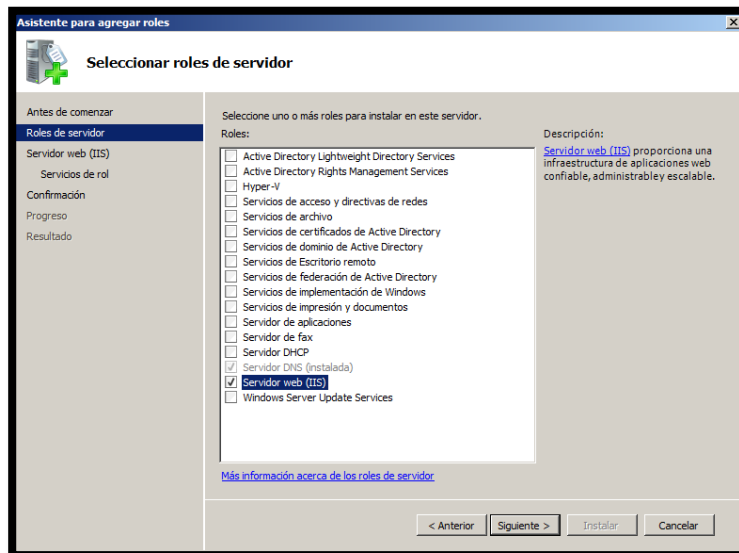 Asistente para agregar roles
Seleccionar roles de servidor
Antes de comenzar
Roles de servidor
Servidor web (IIS)
Servicios de rol
Confirmación
Progreso
Resultado
Seleccione uno o más roles para instalar en este servidor.
Roles:
Active Directory Lightweight Directory Services
Active Directory Rights Management Services
Hyper-V
Servicios de acceso y directivas de redes
Servicios de archivo
Servicios de certificados de Active Directory
Servicios de dominio de Active Directory
Servicios de Escritorio remoto
Servicios de federación de Active Directory
Servicios de implementación de Windows
Servicios de impresión y documentos
Servidor de aplicaciones
Servidor de fax
Servidor DHCP
Servidor DNS (instalada)
Servidor web (IIS)
Windows Server Update Services
Más información acerca de los roles de servidor
Descripción:
Servidor web (IIS) proporciona una
infraestructura de aplicaciones web
confiable, administrable y escalable.
< Anterior
Siguiente >
Instalar
Cancelar